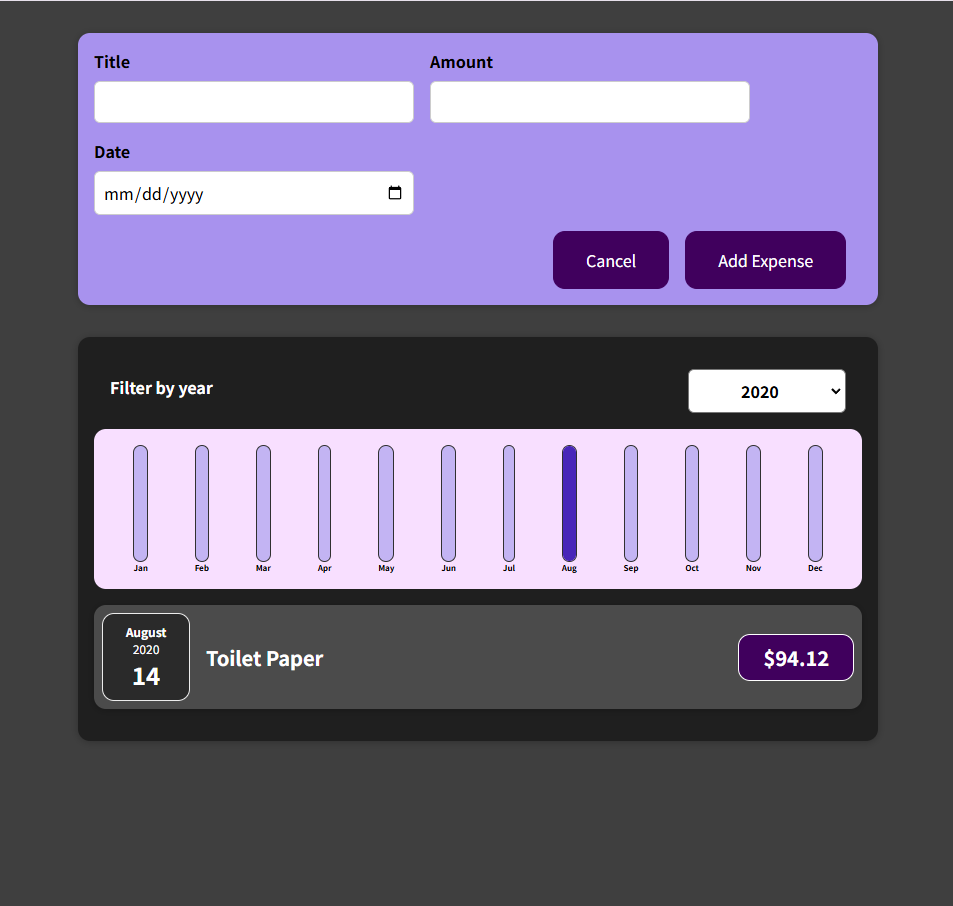 Title Amount
Date
mm/dd/yyyy
Cancel Add Expense
Filter by year 2020
Jan Feb Mar Apr May Jun Jul Aug Sep Oct Nov Dec
August
2020
14
Toilet Paper $94.12